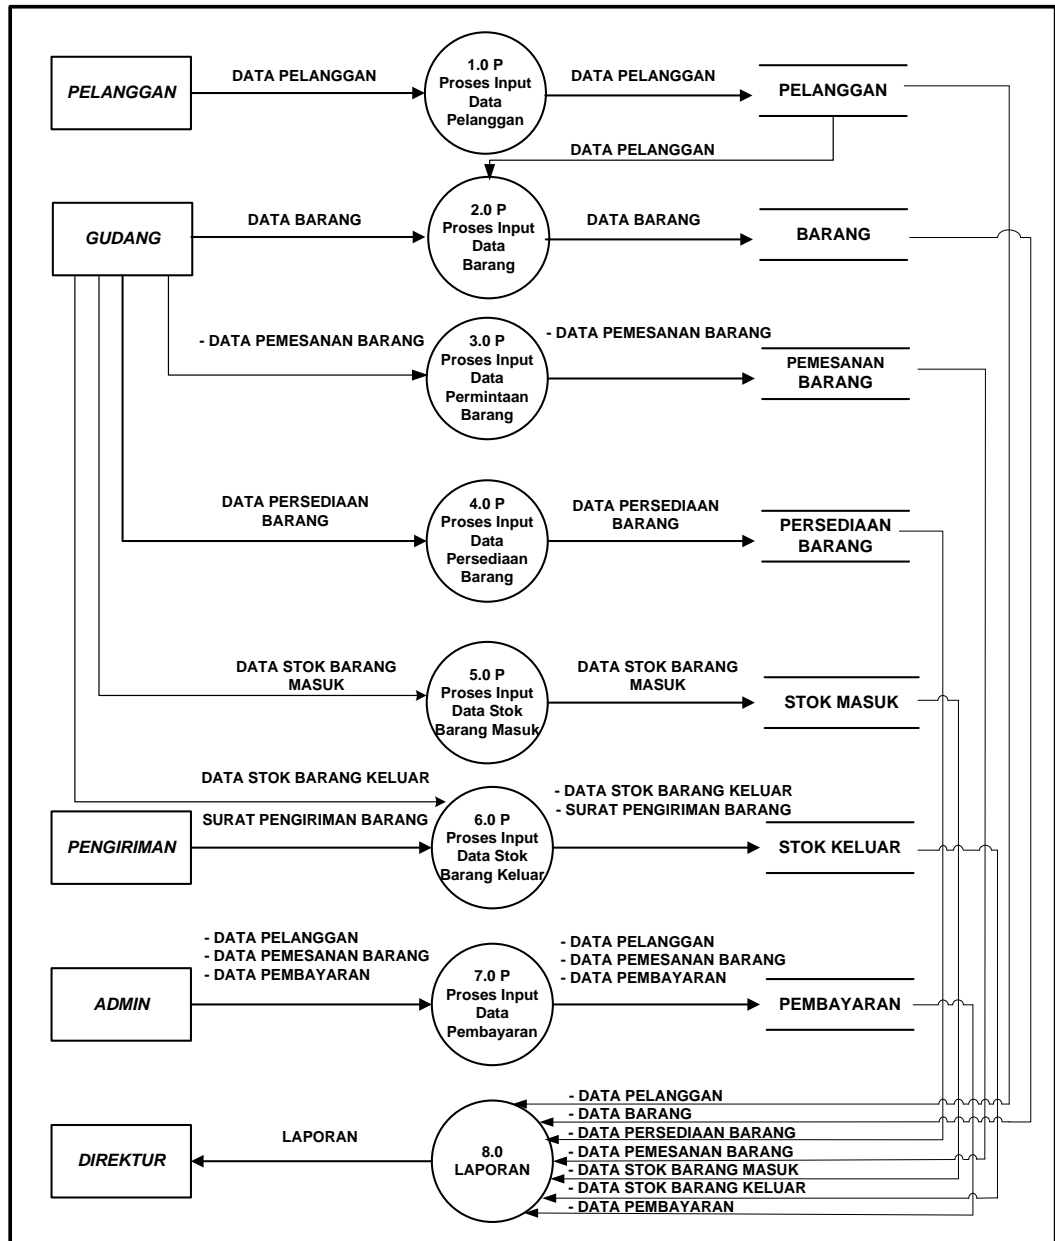 PELANGGAN
DATA PELANGGAN
1.0 P
Proses Input
Data
Pelanggan
DATA PELANGGAN
PELANGGAN
DATA PELANGGAN
GUDANG
DATA BARANG
2.0 P
Proses Input
Data
Barang
DATA BARANG
BARANG
- DATA PEMESANAN BARANG
3.0 P
Proses Input
Data
Permintaan
Barang
- DATA PEMESANAN BARANG
PEMESANAN
BARANG
DATA PERSEDIAAN
BARANG
4.0 P
Proses Input
Data
Persediaan
Barang
DATA PERSEDIAAN
BARANG
PERSEDIAAN
BARANG
DATA STOK BARANG
MASUK
5.0 P
Proses Input
Data Stok
Barang Masuk
DATA STOK BARANG
MASUK
STOK MASUK
DATA STOK BARANG KELUAR
PENGIRIMAN
SURAT PENGIRIMAN BARANG
6.0 P
Proses Input
Data Stok
Barang Keluar
- DATA STOK BARANG KELUAR
- SURAT PENGIRIMAN BARANG
STOK KELUAR
ADMIN
- DATA PELANGGAN
- DATA PEMESANAN BARANG
- DATA PEMBAYARAN
7.0 P
Proses Input
Data
Pembayaran
- DATA PELANGGAN
- DATA PEMESANAN BARANG
- DATA PEMBAYARAN
PEMBAYARAN
DIREKTUR
LAPORAN
8.0
LAPORAN
- DATA PELANGGAN
- DATA BARANG
- DATA PERSEDIAAN BARANG
- DATA PEMESANAN BARANG
- DATA STOK BARANG MASUK
- DATA STOK BARANG KELUAR
- DATA PEMBAYARAN